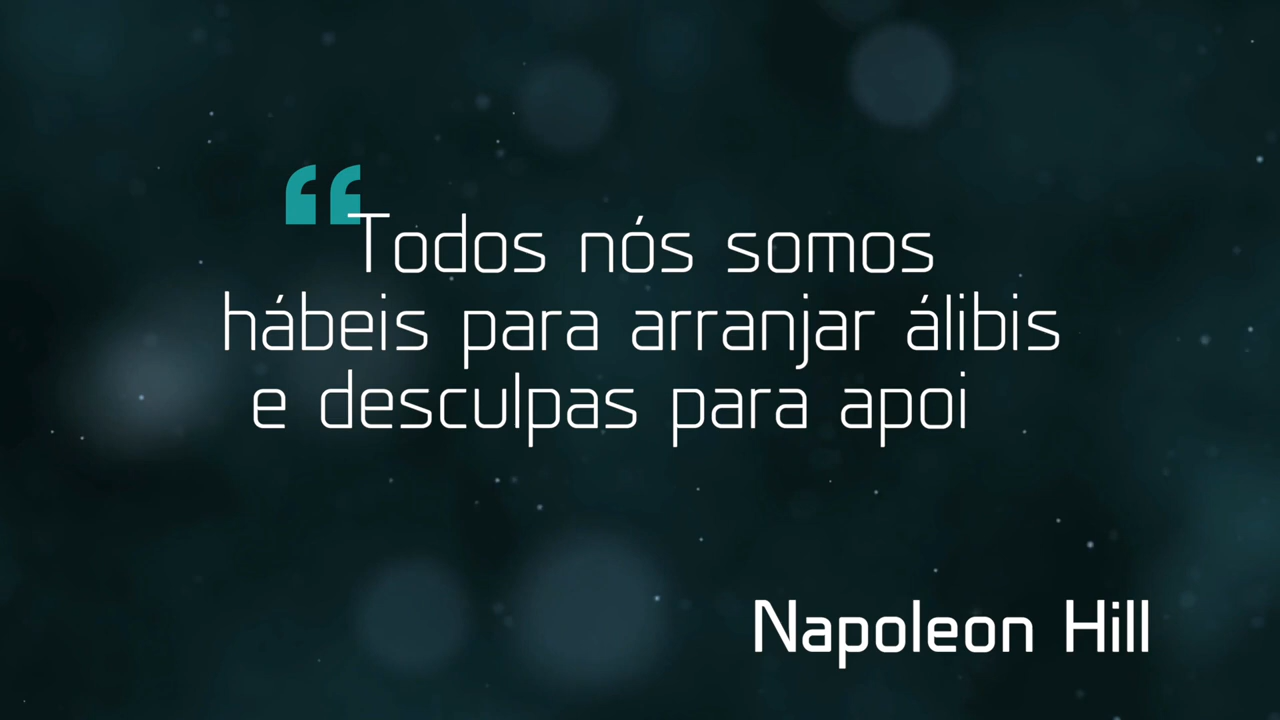 “Todos nós somos
hábeis para arranjar álibis
e desculpas para apoi
Napoleon Hill